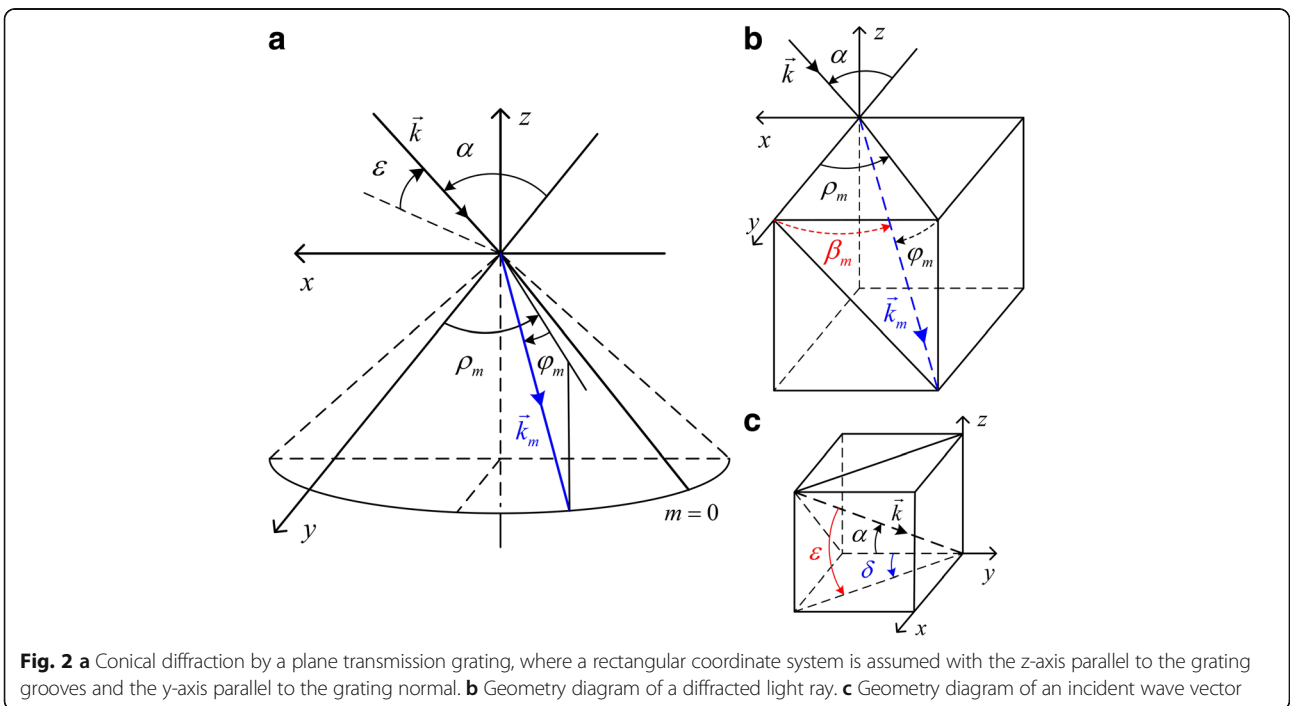 a
z
k⃗
α
ε
x
ρₘ
φₘ
k⃗ₘ
m = 0
y
b
z
α
k⃗
x
ρₘ
y
βₘ
φₘ
k⃗ₘ
c
z
k⃗
α
ε
δ
y
x
Fig. 2 a Conical diffraction by a plane transmission grating, where a rectangular coordinate system is assumed with the z-axis parallel to the grating
grooves and the y-axis parallel to the grating normal. b Geometry diagram of a diffracted light ray. c Geometry diagram of an incident wave vector